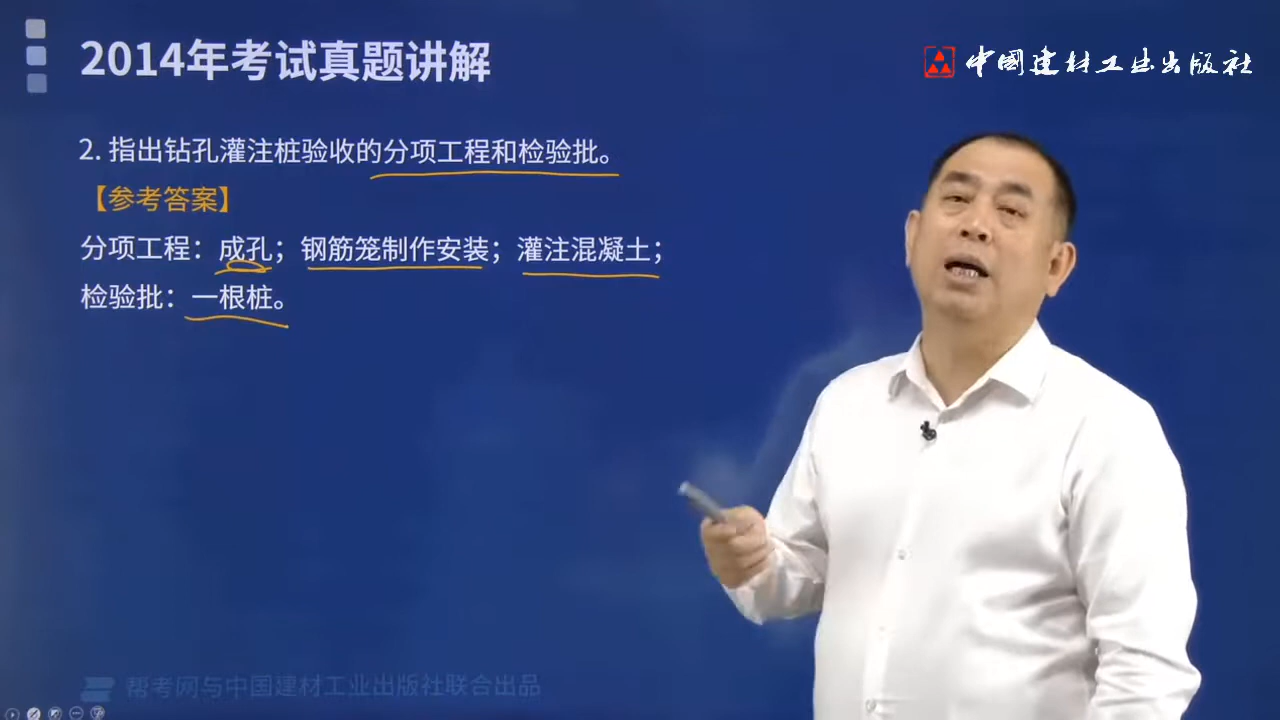 2014年考试真题讲解
中国建材工业出版社
2. 指出钻孔灌注桩验收的分项工程和检验批。
【参考答案】
分项工程：成孔；钢筋笼制作安装；灌注混凝土；
检验批：一根桩。
帮考网与中国建材工业出版社联合出品